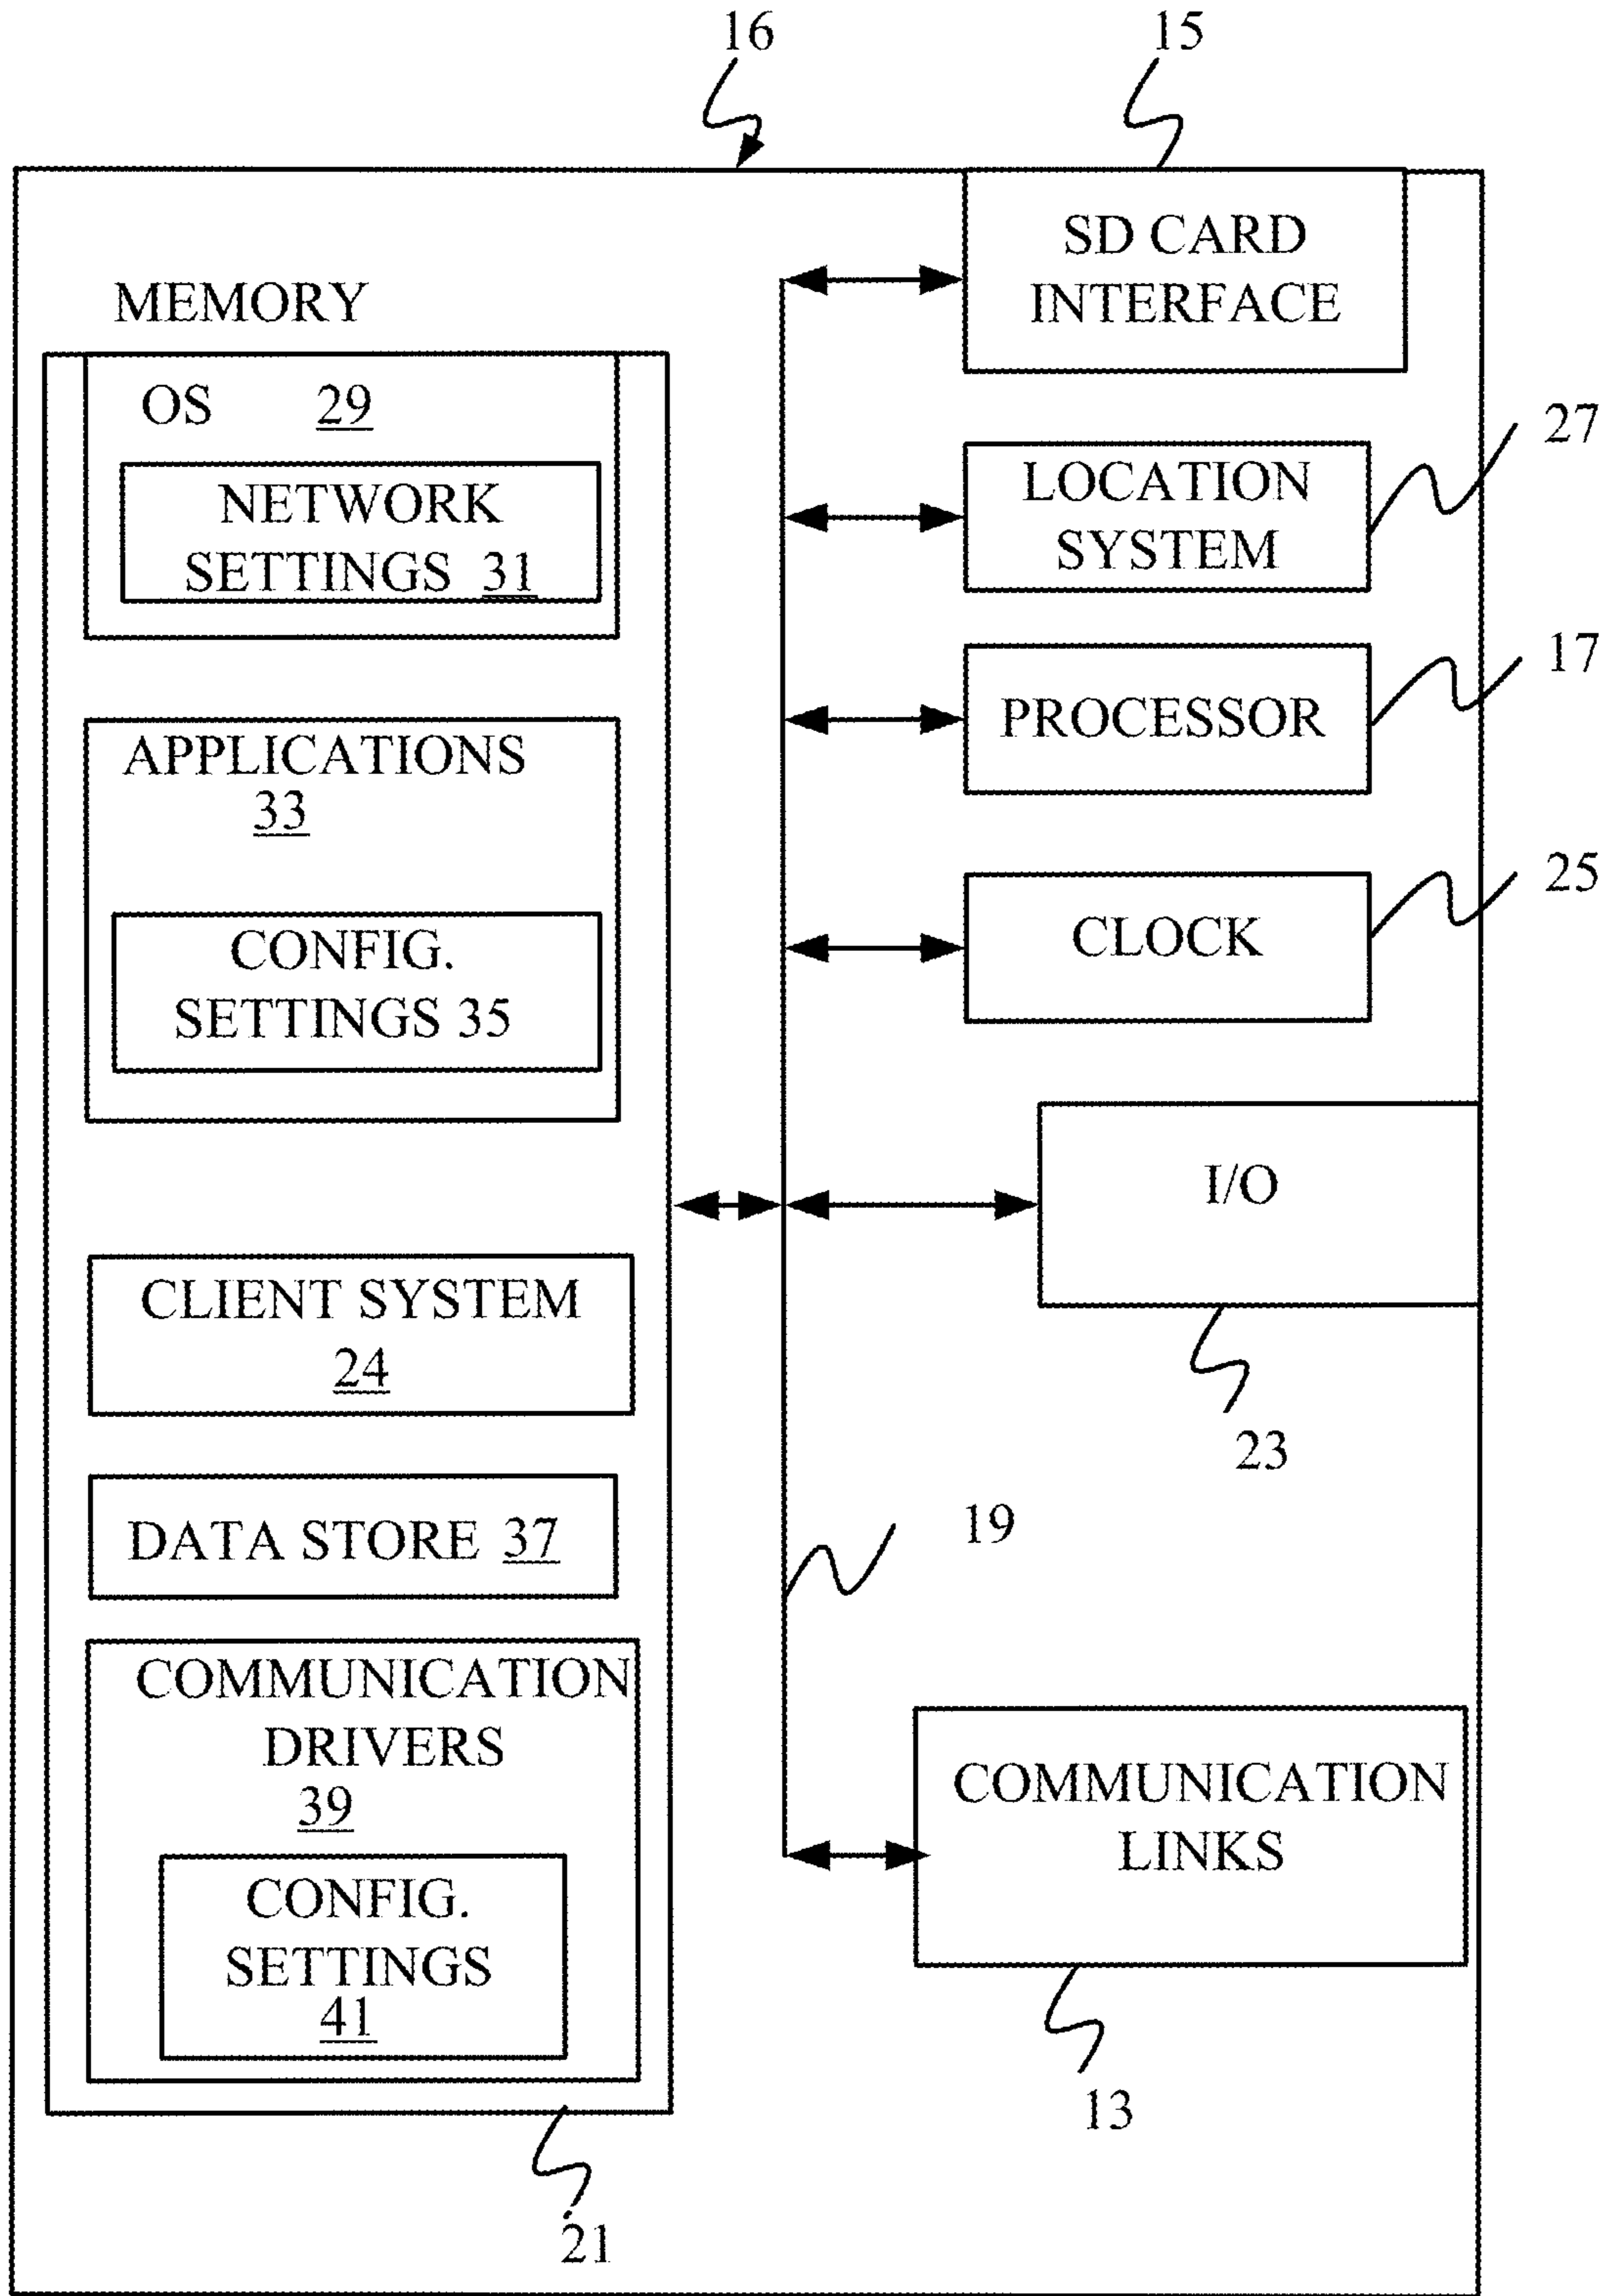 16
15
SD CARD
INTERFACE
MEMORY
OS 29
NETWORK
SETTINGS 31
27
LOCATION
SYSTEM
17
PROCESSOR
APPLICATIONS
33
25
CLOCK
CONFIG.
SETTINGS 35
I/O
23
CLIENT SYSTEM
24
19
DATA STORE 37
COMMUNICATION
DRIVERS
39
CONFIG.
SETTINGS
41
COMMUNICATION
LINKS
13
21